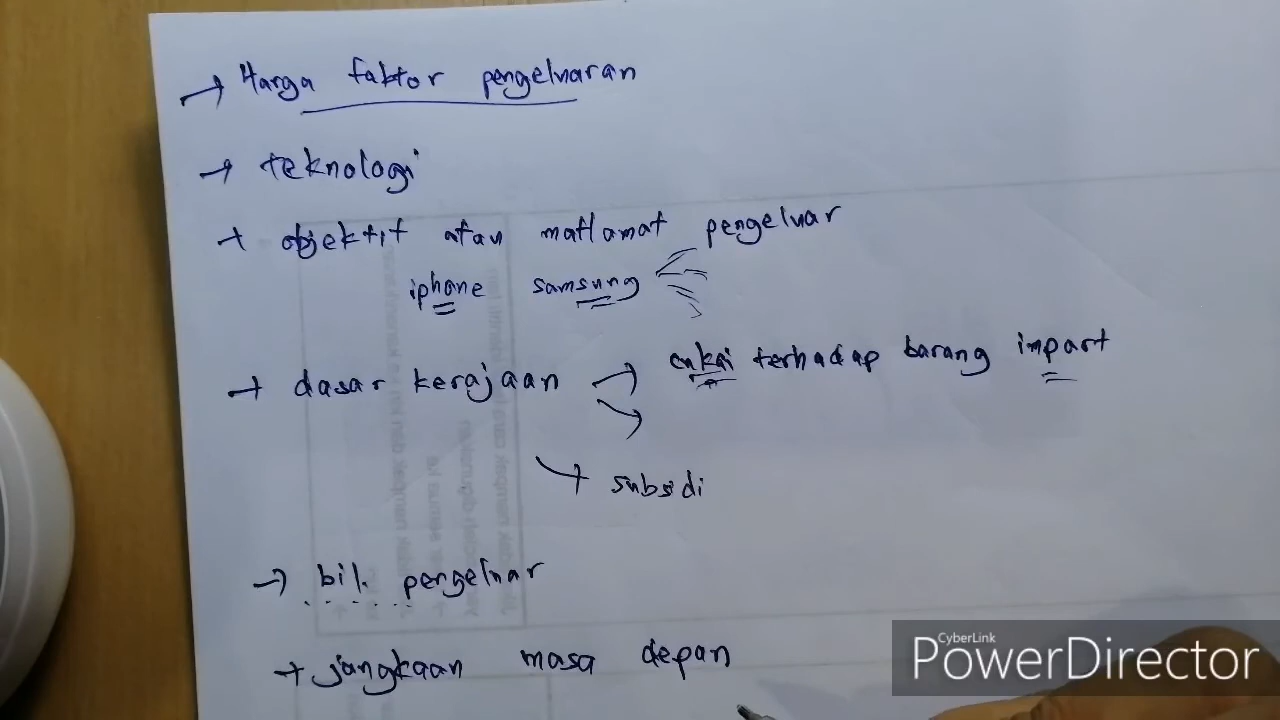 → Harga faktor pengeluaran
→ teknologi
→ objektif atau matlamat pengeluar
iphone samsung
→ dasar kerajaan → cukai terhadap barang import
→ subsidi
→ bil. pengeluar
→ jangkaan masa depan
CyberLink
PowerDirector